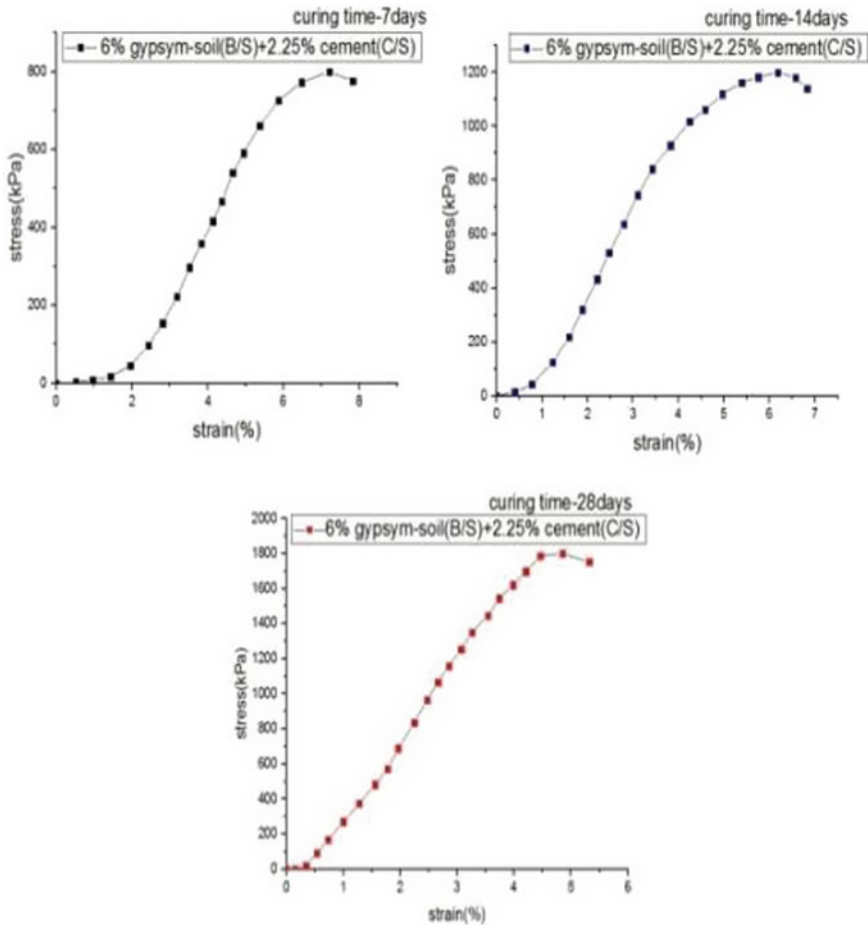 curing time-7days
6% gypsym-soil(B/S)+2.25% cement(C/S)
800
600
400
200
0
stress(kPa)
0 2 4 6 8
strain(%)
curing time-14days
6% gypsym-soil(B/S)+2.25% cement(C/S)
1200
1000
800
600
400
200
0
stress(kPa)
0 1 2 3 4 5 6 7
strain(%)
curing time-28days
6% gypsym-soil(B/S)+2.25% cement(C/S)
2000
1800
1600
1400
1200
1000
800
600
400
200
0
stress(kPa)
0 1 2 3 4 5 6
strain(%)